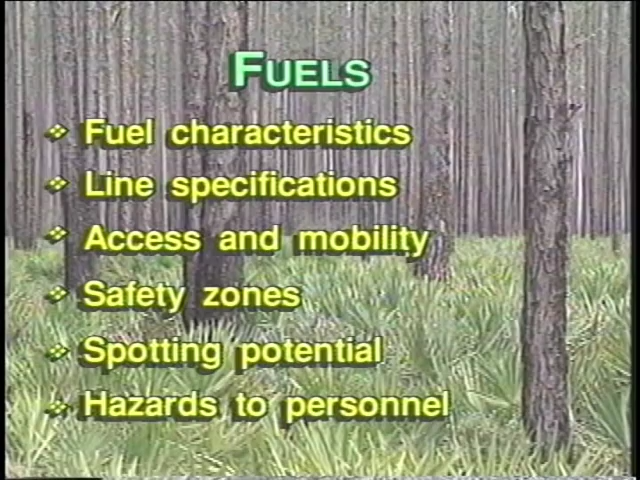 FUELS
Fuel characteristics
Line specifications
Access and mobility
Safety zones
Spotting potential
Hazards to personnel